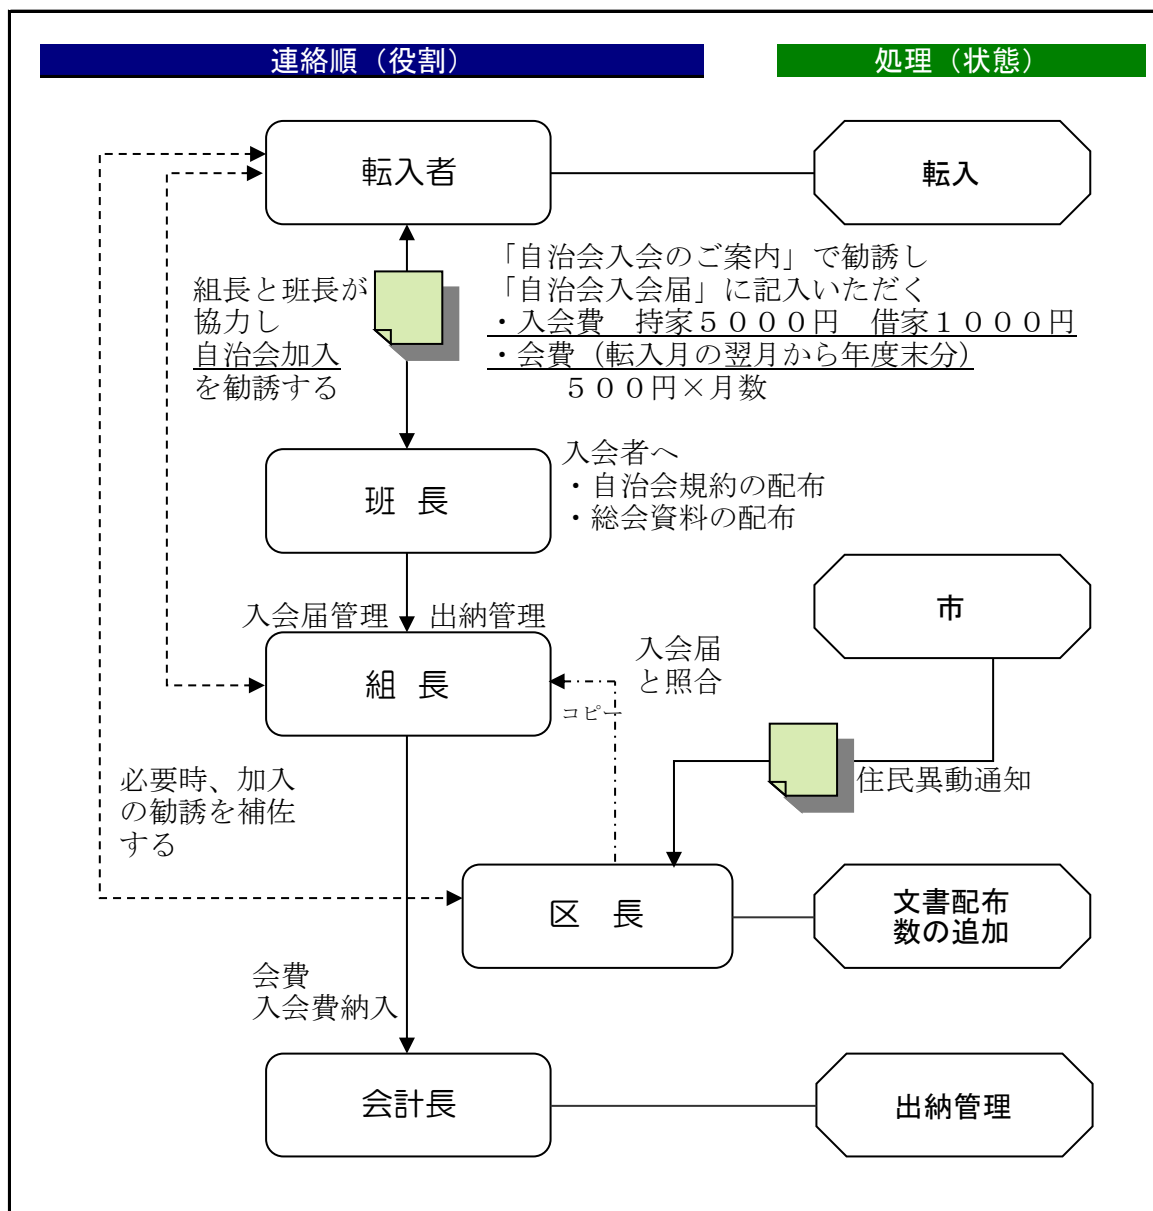 連絡順（役割）
処理（状態）
転入者
転入
組長と班長が
協力し
自治会加入
を勧誘する
「自治会入会のご案内」で勧誘し
「自治会入会届」に記入いただく
・入会費　持家５０００円　借家１０００円
・会費（転入月の翌月から年度末分）
５００円×月数
班 長
入会者へ
・自治会規約の配布
・総会資料の配布
市
入会届管理
出納管理
組 長
入会届
と照合
コピー
住民異動通知
必要時、加入
の勧誘を補佐
する
区　長
文書配布
数の追加
会費
入会費納入
会計長
出納管理